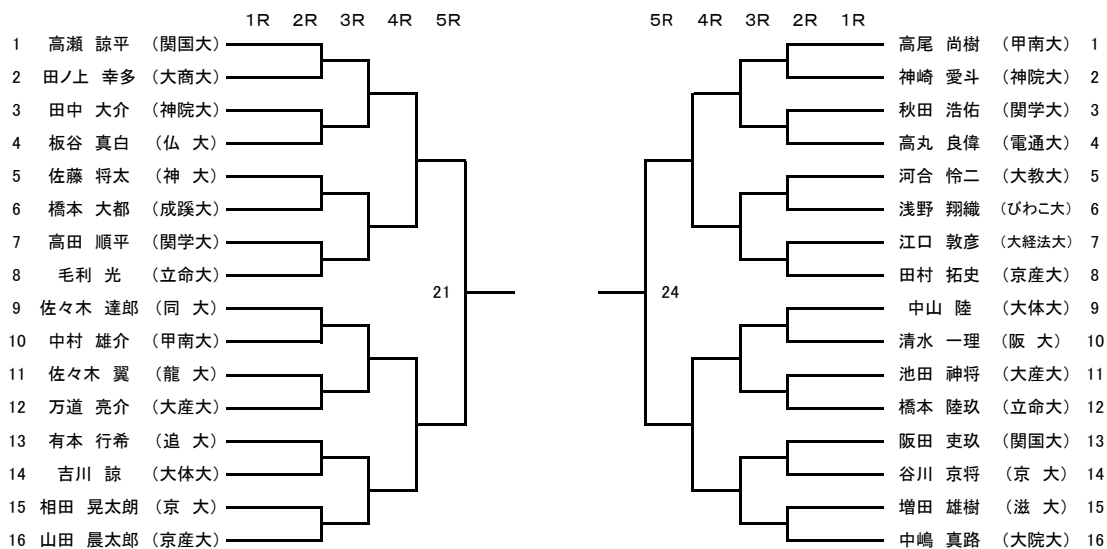 1R 2R 3R 4R 5R
1 高瀬 諒平 (関国大)
2 田ノ上 幸多 (大商大)
3 田中 大介 (神院大)
4 板谷 真白 (仏 大)
5 佐藤 将太 (神 大)
6 橋本 大都 (成蹊大)
7 高田 順平 (関学大)
8 毛利 光 (立命大)
21
9 佐々木 達郎 (同 大)
10 中村 雄介 (甲南大)
11 佐々木 翼 (龍 大)
12 万道 亮介 (大産大)
13 有本 行希 (追 大)
14 吉川 諒 (大体大)
15 相田 晃太朗 (京 大)
16 山田 晨太郎 (京産大)
5R 4R 3R 2R 1R
高尾 尚樹 (甲南大) 1
神崎 愛斗 (神院大) 2
秋田 浩佑 (関学大) 3
高丸 良偉 (電通大) 4
河合 怜二 (大教大) 5
浅野 翔織 (びわこ大) 6
江口 敦彦 (大経法大) 7
田村 拓史 (京産大) 8
24
中山 陸 (大体大) 9
清水 一理 (阪 大) 10
池田 神将 (大産大) 11
橋本 陸玖 (立命大) 12
阪田 吏玖 (関国大) 13
谷川 京将 (京 大) 14
増田 雄樹 (滋 大) 15
中嶋 真路 (大院大) 16